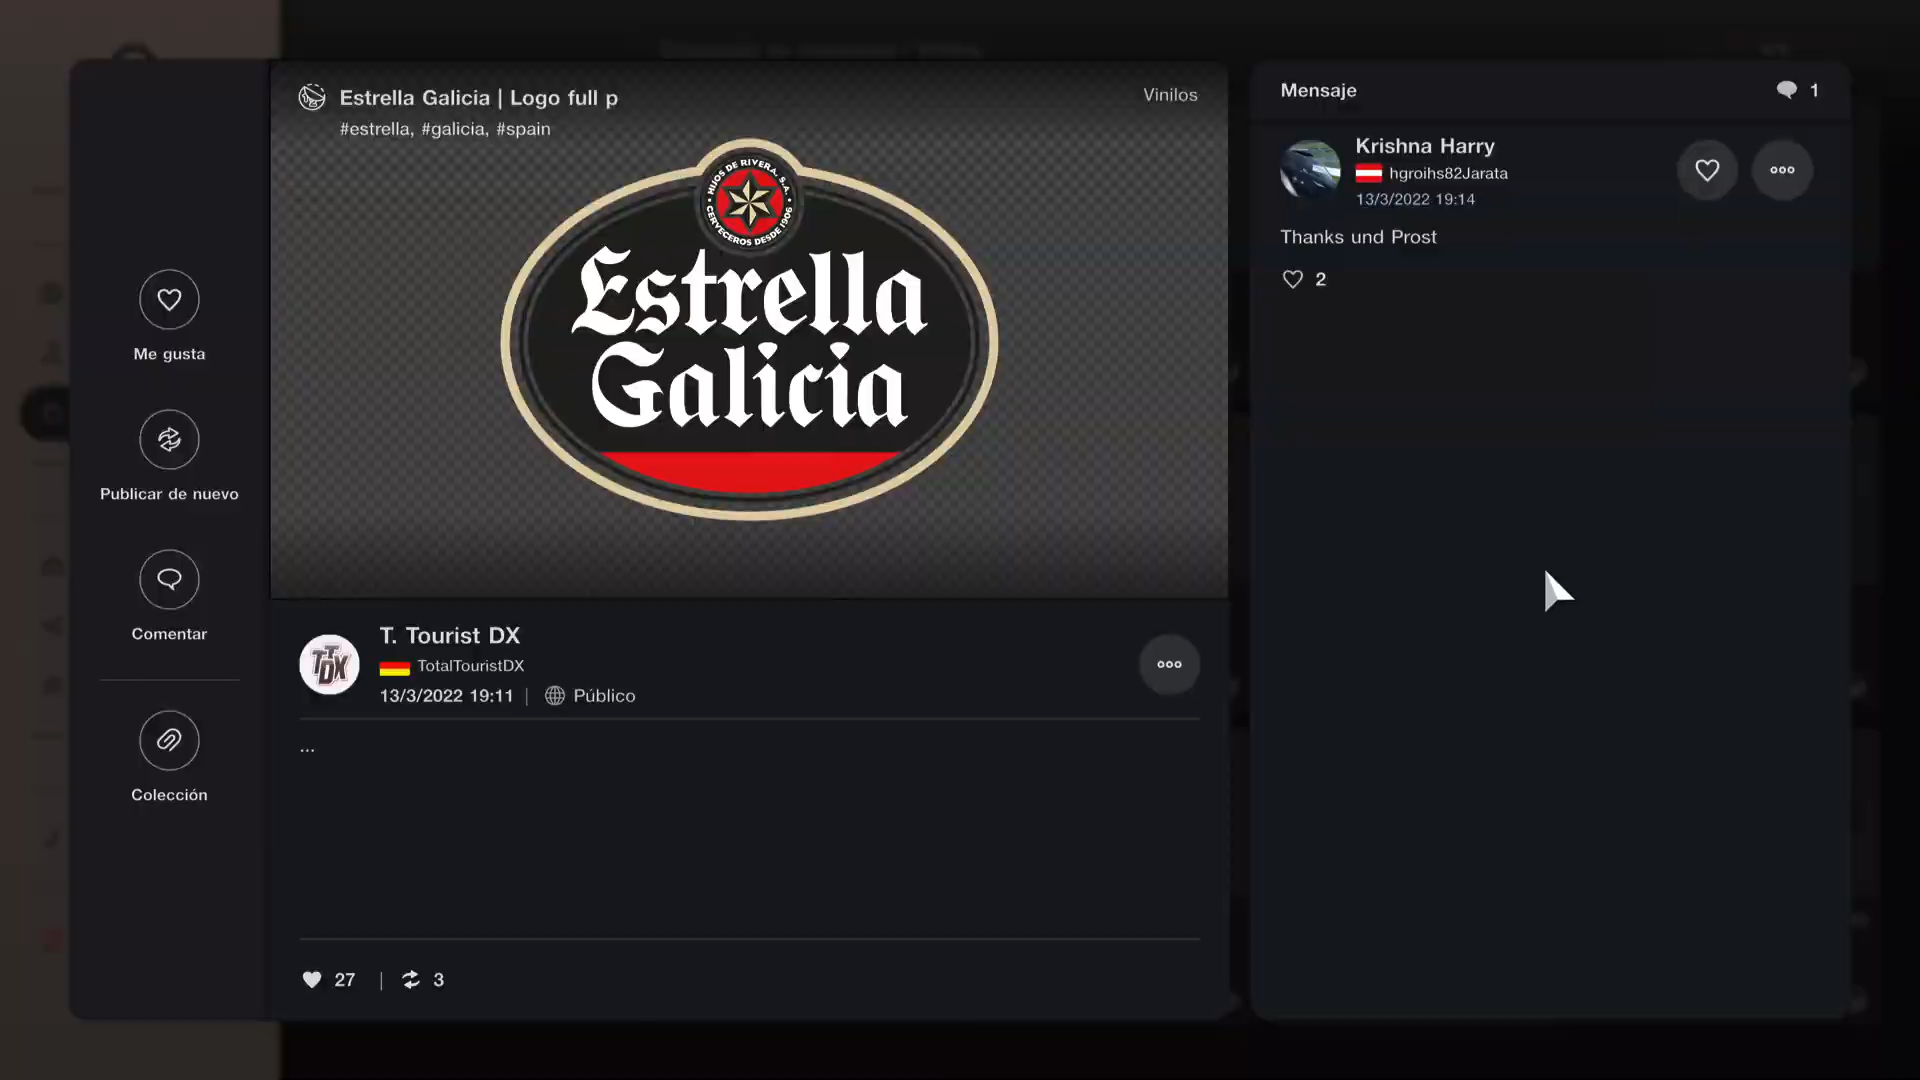 Estrella Galicia | Logo full p
#estrella, #galicia, #spain
Vinilos
HIJOS DE RIVERA, S.A.
CERVECEROS DESDE 1906
Estrella
Galicia
Me gusta
Publicar de nuevo
Comentar
Colección
TTDX
T. Tourist DX
TotalTouristDX
13/3/2022 19:11 | Público
...
27 | 3
Mensaje
1
Krishna Harry
hgroihs82Jarata
13/3/2022 19:14
Thanks und Prost
2